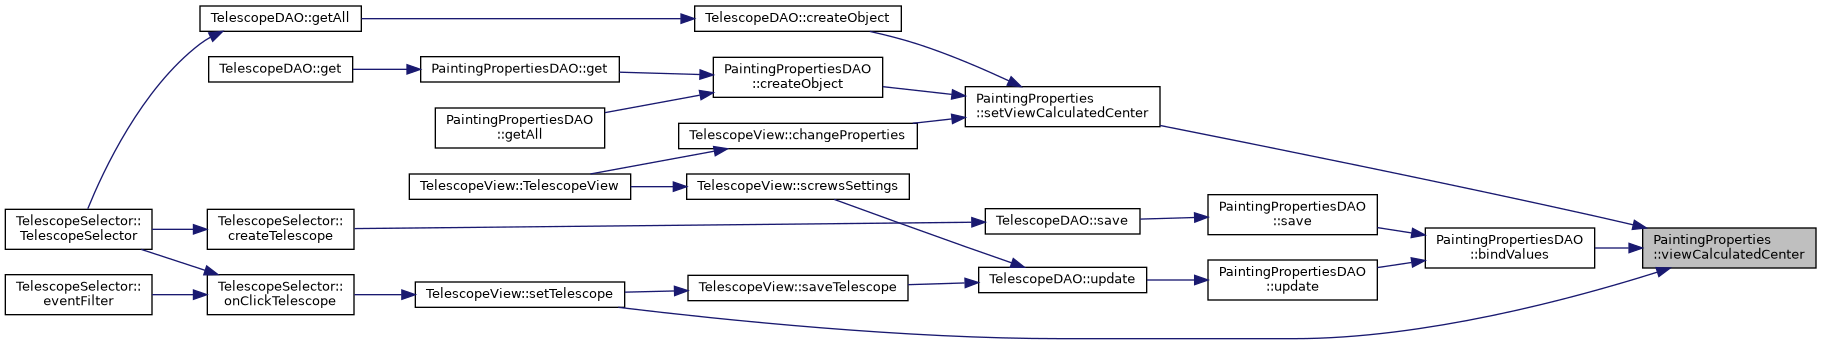 TelescopeDAO::getAll
TelescopeDAO::createObject
TelescopeDAO::get
PaintingPropertiesDAO::get
PaintingPropertiesDAO
::createObject
PaintingProperties
::setViewCalculatedCenter
PaintingPropertiesDAO
::getAll
TelescopeView::changeProperties
TelescopeView::TelescopeView
TelescopeView::screwsSettings
TelescopeSelector::
TelescopeSelector
TelescopeSelector::
createTelescope
TelescopeDAO::save
PaintingPropertiesDAO
::save
PaintingPropertiesDAO
::bindValues
PaintingProperties
::viewCalculatedCenter
TelescopeSelector::
eventFilter
TelescopeSelector::
onClickTelescope
TelescopeView::setTelescope
TelescopeView::saveTelescope
TelescopeDAO::update
PaintingPropertiesDAO
::update